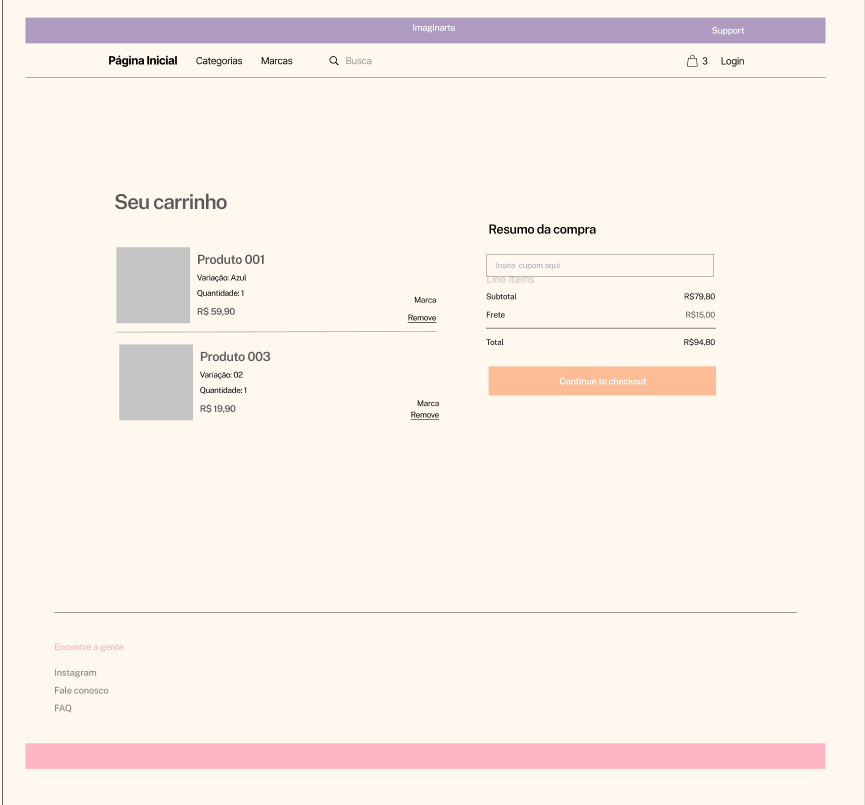 Imaginarte
Support
Página Inicial Categorias Marcas Busca 3 Login
Seu carrinho
Produto 001
Variação: Azul
Quantidade: 1
R$ 59,90
Marca
Remove
Produto 003
Variação: 02
Quantidade: 1
R$ 19,90
Marca
Remove
Resumo da compra
Insira cupom aqui
Line Items
Subtotal R$79,80
Frete R$15,00
Total R$94,80
Continue to checkout
Encontre a gente
Instagram
Fale conosco
FAQ